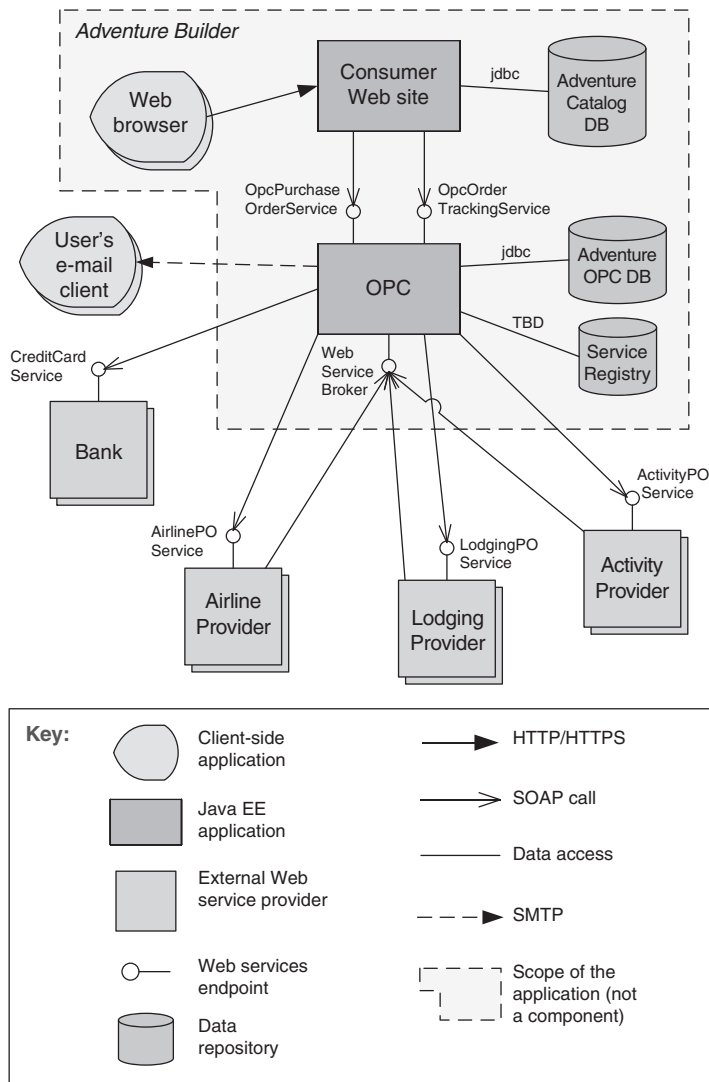 Adventure Builder
Web
browser
Consumer
Web site
jdbc
Adventure
Catalog
DB
OpcPurchase
OrderService
OpcOrder
TrackingService
User's
e-mail
client
OPC
jdbc
Adventure
OPC DB
TBD
Service
Registry
CreditCard
Service
Web
Service
Broker
Bank
AirlinePO
Service
LodgingPO
Service
ActivityPO
Service
Airline
Provider
Lodging
Provider
Activity
Provider
Key:
Client-side
application
Java EE
application
External Web
service provider
Web services
endpoint
Data
repository
HTTP/HTTPS
SOAP call
Data access
SMTP
Scope of the
application (not
a component)